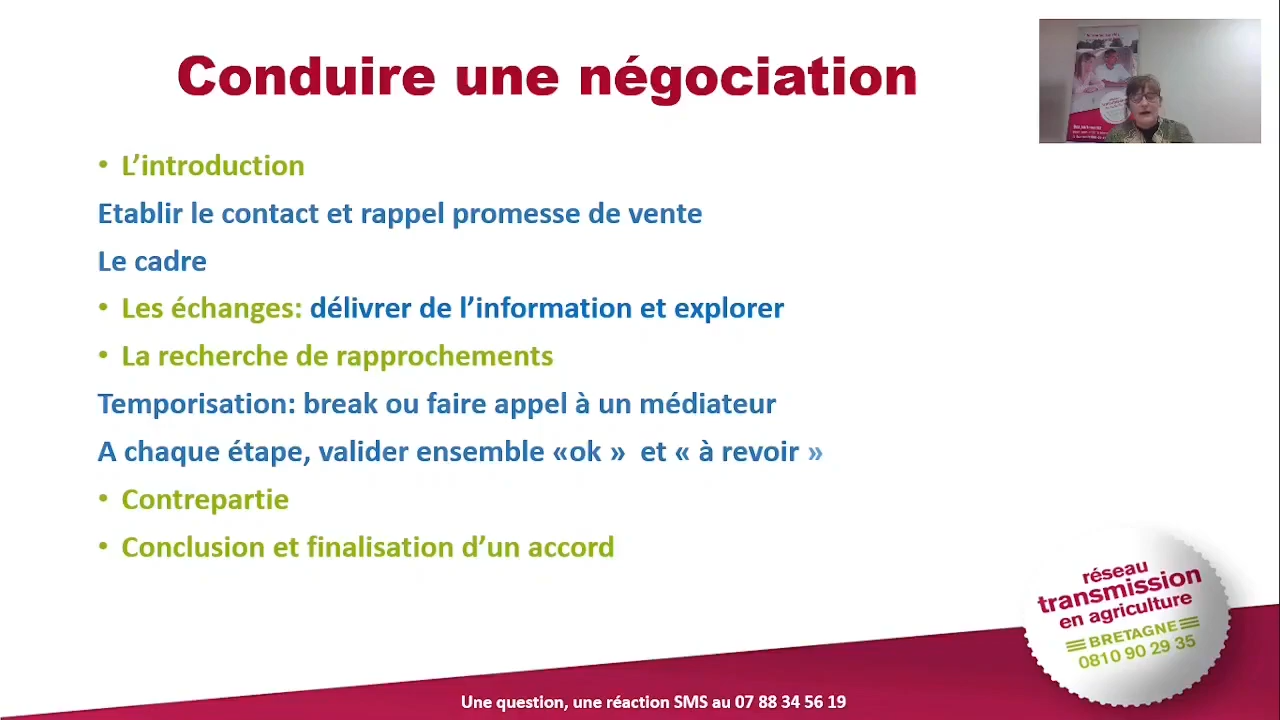 Conduire une négociation
• L’introduction
Etablir le contact et rappel promesse de vente
Le cadre
• Les échanges: délivrer de l’information et explorer
• La recherche de rapprochements
Temporisation: break ou faire appel à un médiateur
A chaque étape, valider ensemble «ok »  et « à revoir »
• Contrepartie
• Conclusion et finalisation d’un accord
réseau
transmission
en agriculture
BRETAGNE
0810 90 29 35
Une question, une réaction SMS au 07 88 34 56 19